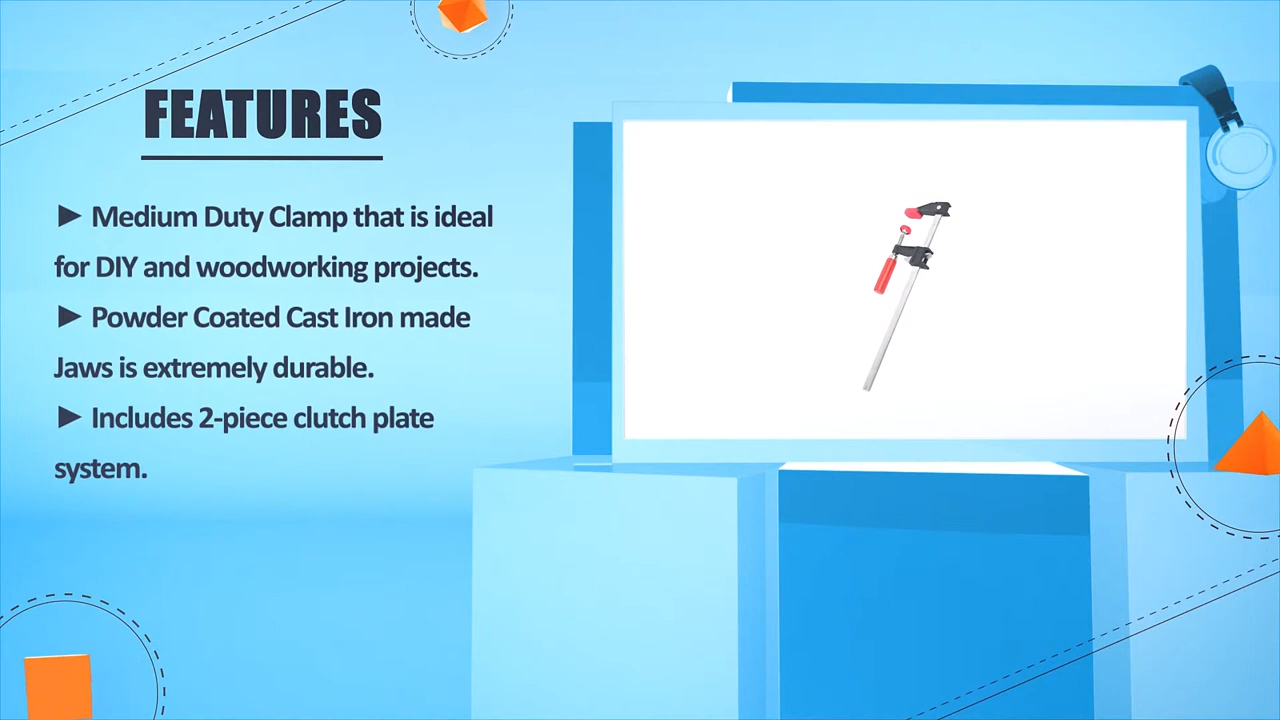 FEATURES
► Medium Duty Clamp that is ideal
for DIY and woodworking projects.
► Powder Coated Cast Iron made
Jaws is extremely durable.
► Includes 2-piece clutch plate
system.